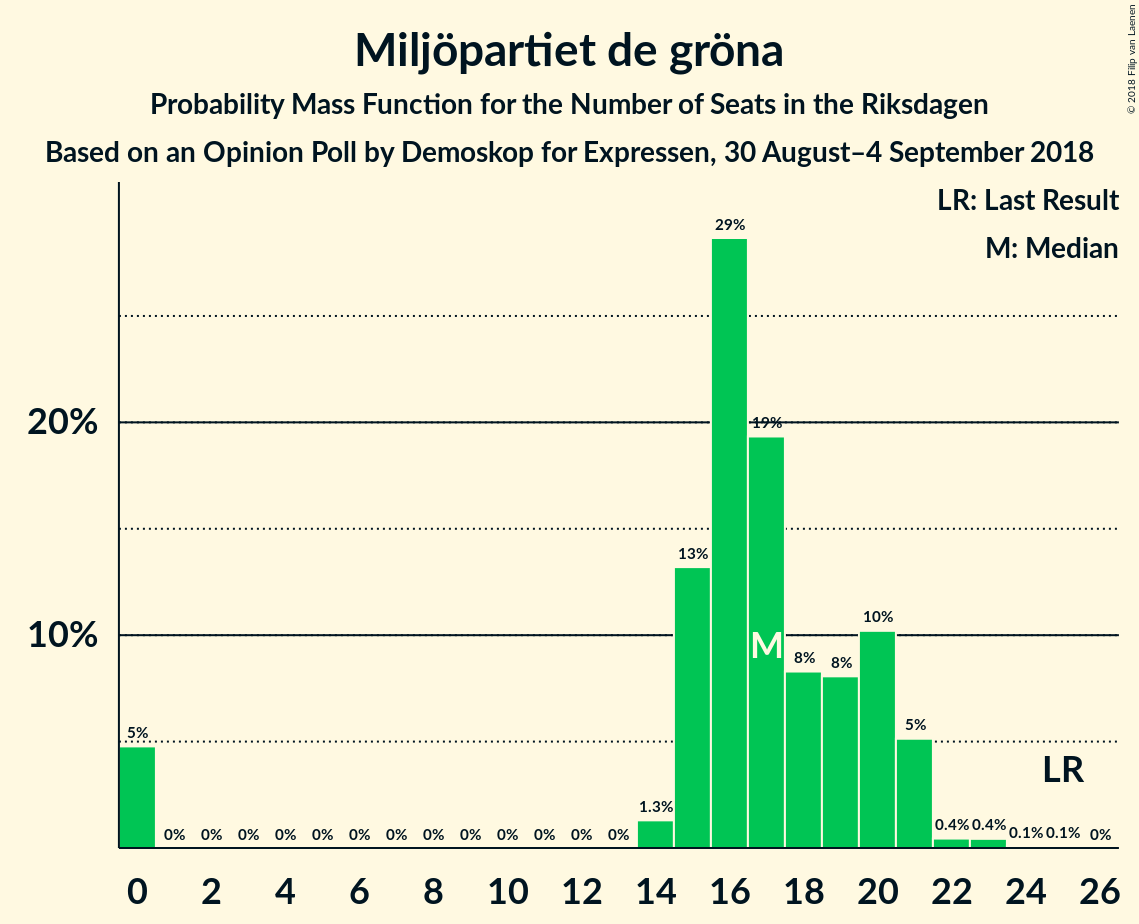 Miljöpartiet de gröna
Probability Mass Function for the Number of Seats in the Riksdagen
Based on an Opinion Poll by Demoskop for Expressen, 30 August–4 September 2018
© 2018 Filip van Laenen
LR: Last Result
M: Median
20%
10%
5% 0% 0% 0% 0% 0% 0% 0% 0% 0% 0% 0% 0% 0% 1.3% 13% 29% 19% 8% 8% 10% 5% 0.4% 0.4% 0.1% 0.1% 0%
M
LR
0 2 4 6 8 10 12 14 16 18 20 22 24 26